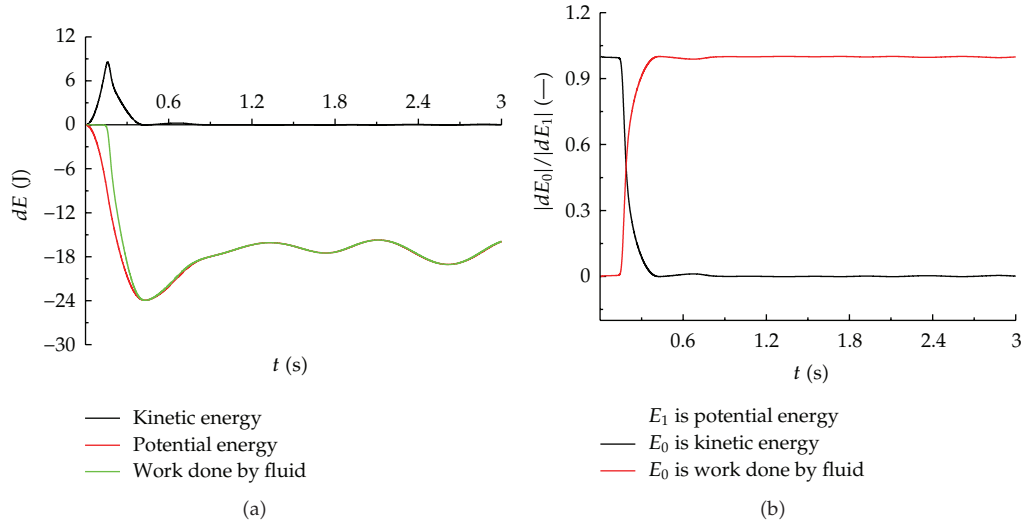 12
6
0
−6
−12
−18
−24
−30
dE (J)
0.6
1.2
1.8
2.4
3
t (s)
Kinetic energy
Potential energy
Work done by fluid
(a)
1.2
0.9
0.6
0.3
0
|dE₀|/|dE₁| (—)
0.6
1.2
1.8
2.4
3
t (s)
E₁ is potential energy
E₀ is kinetic energy
E₀ is work done by fluid
(b)